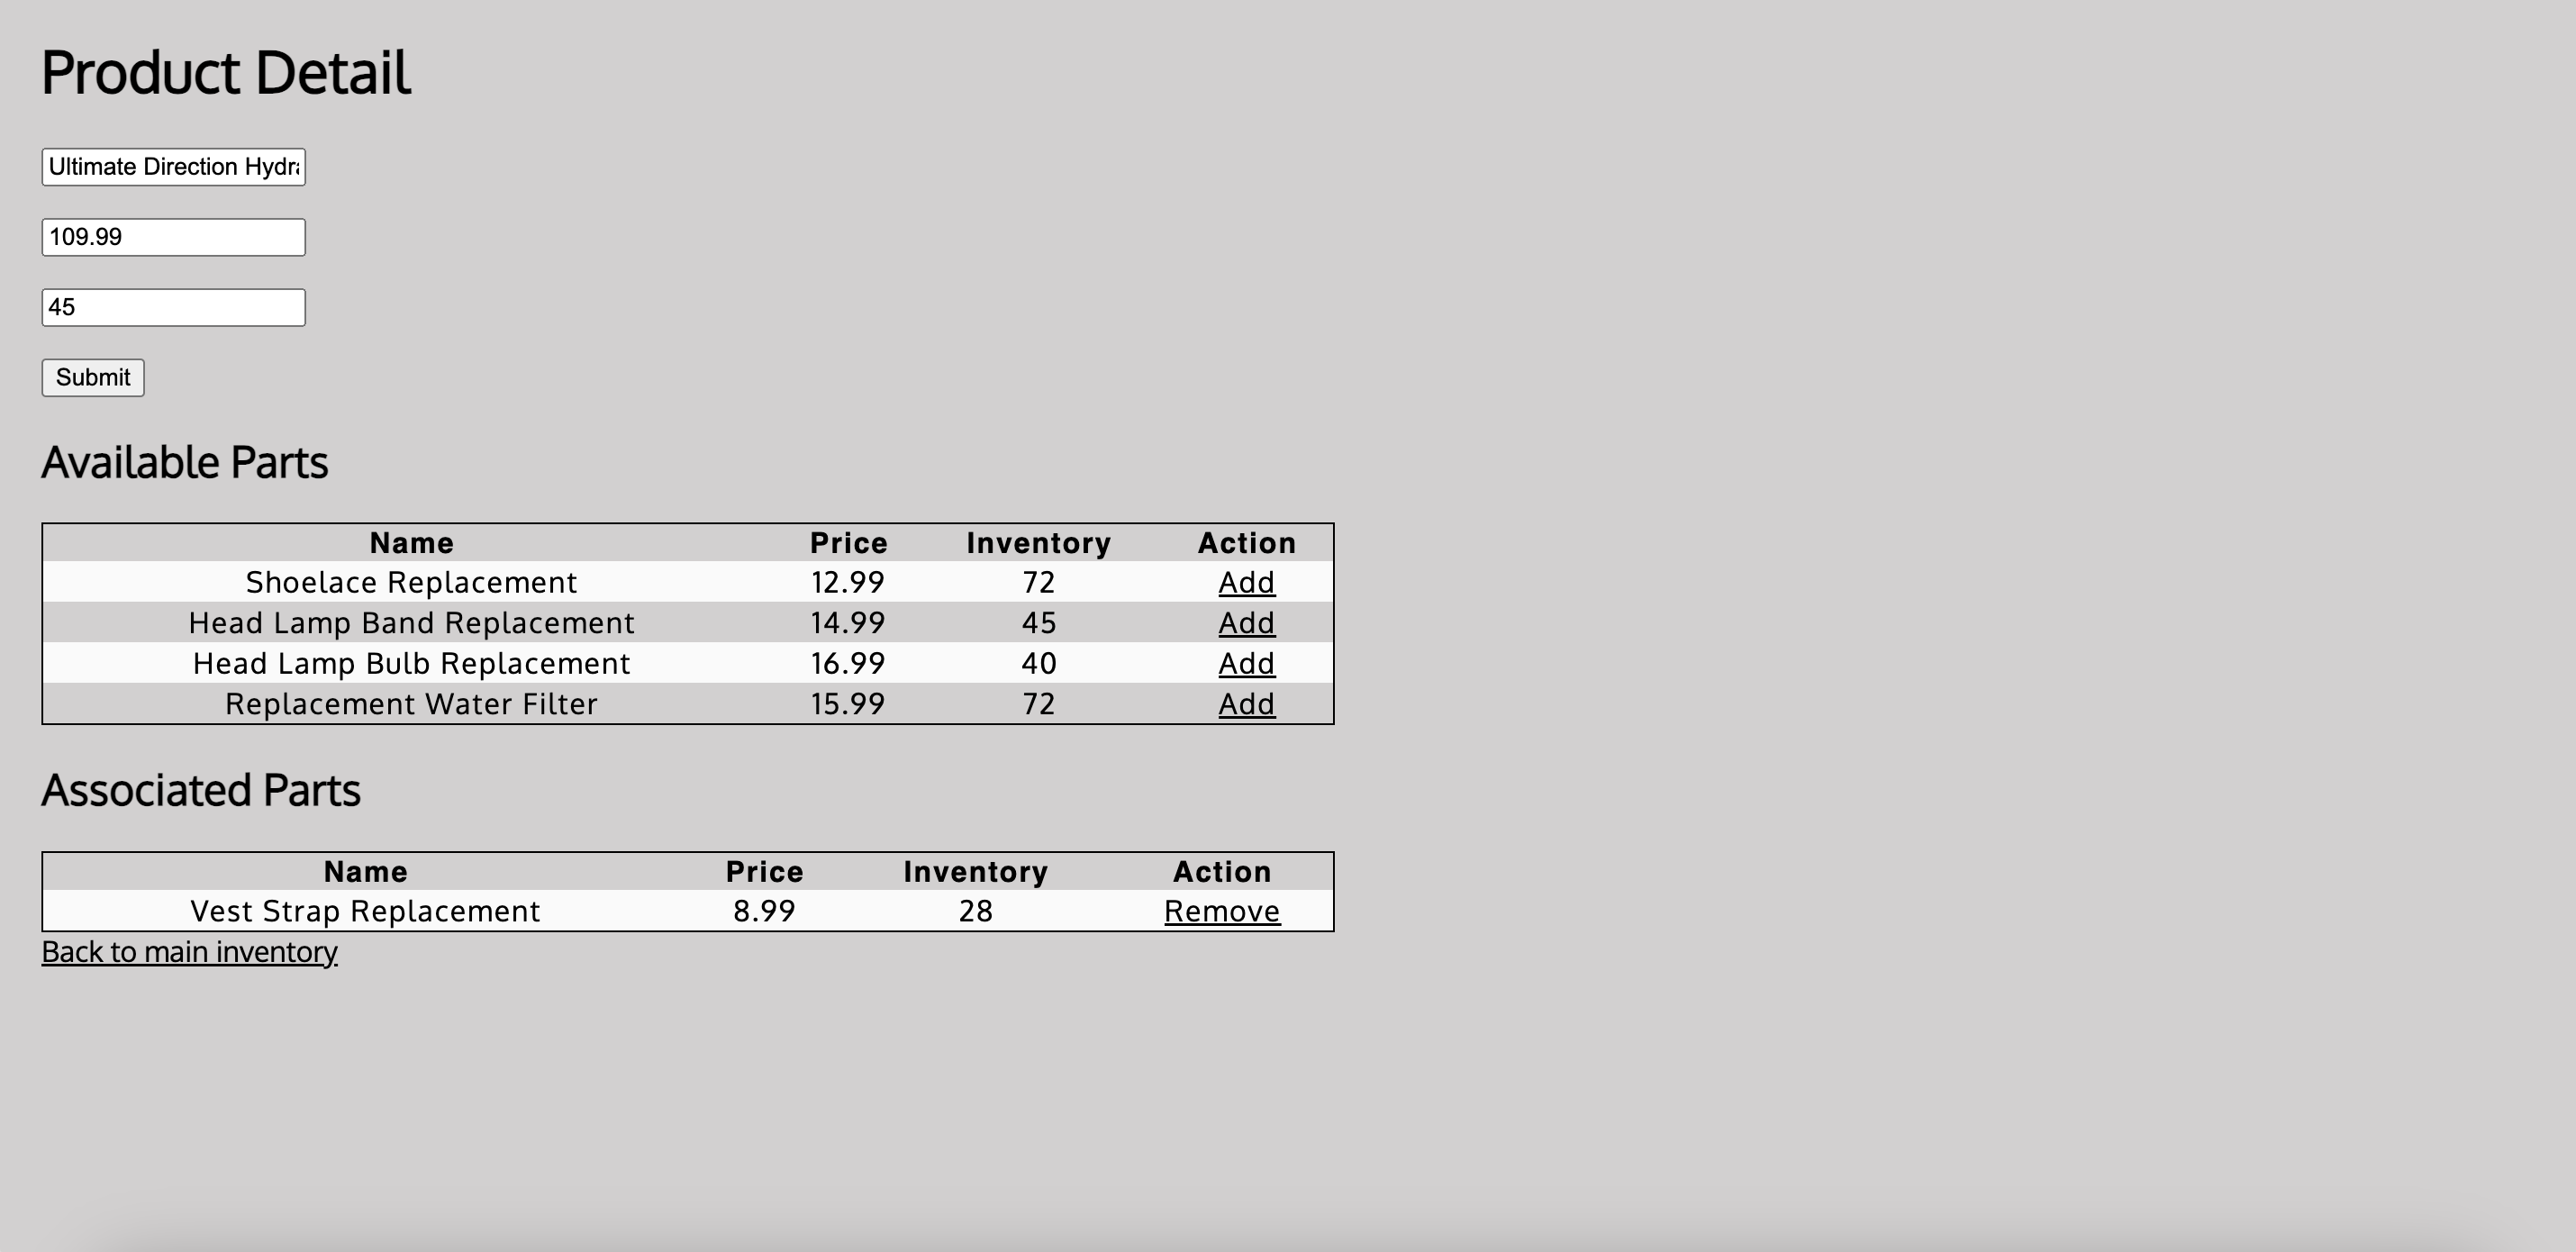 Product Detail
Ultimate Direction Hydr
109.99
45
Submit
Available Parts
Name Price Inventory Action
Shoelace Replacement 12.99 72 Add
Head Lamp Band Replacement 14.99 45 Add
Head Lamp Bulb Replacement 16.99 40 Add
Replacement Water Filter 15.99 72 Add
Associated Parts
Name Price Inventory Action
Vest Strap Replacement 8.99 28 Remove
Back to main inventory